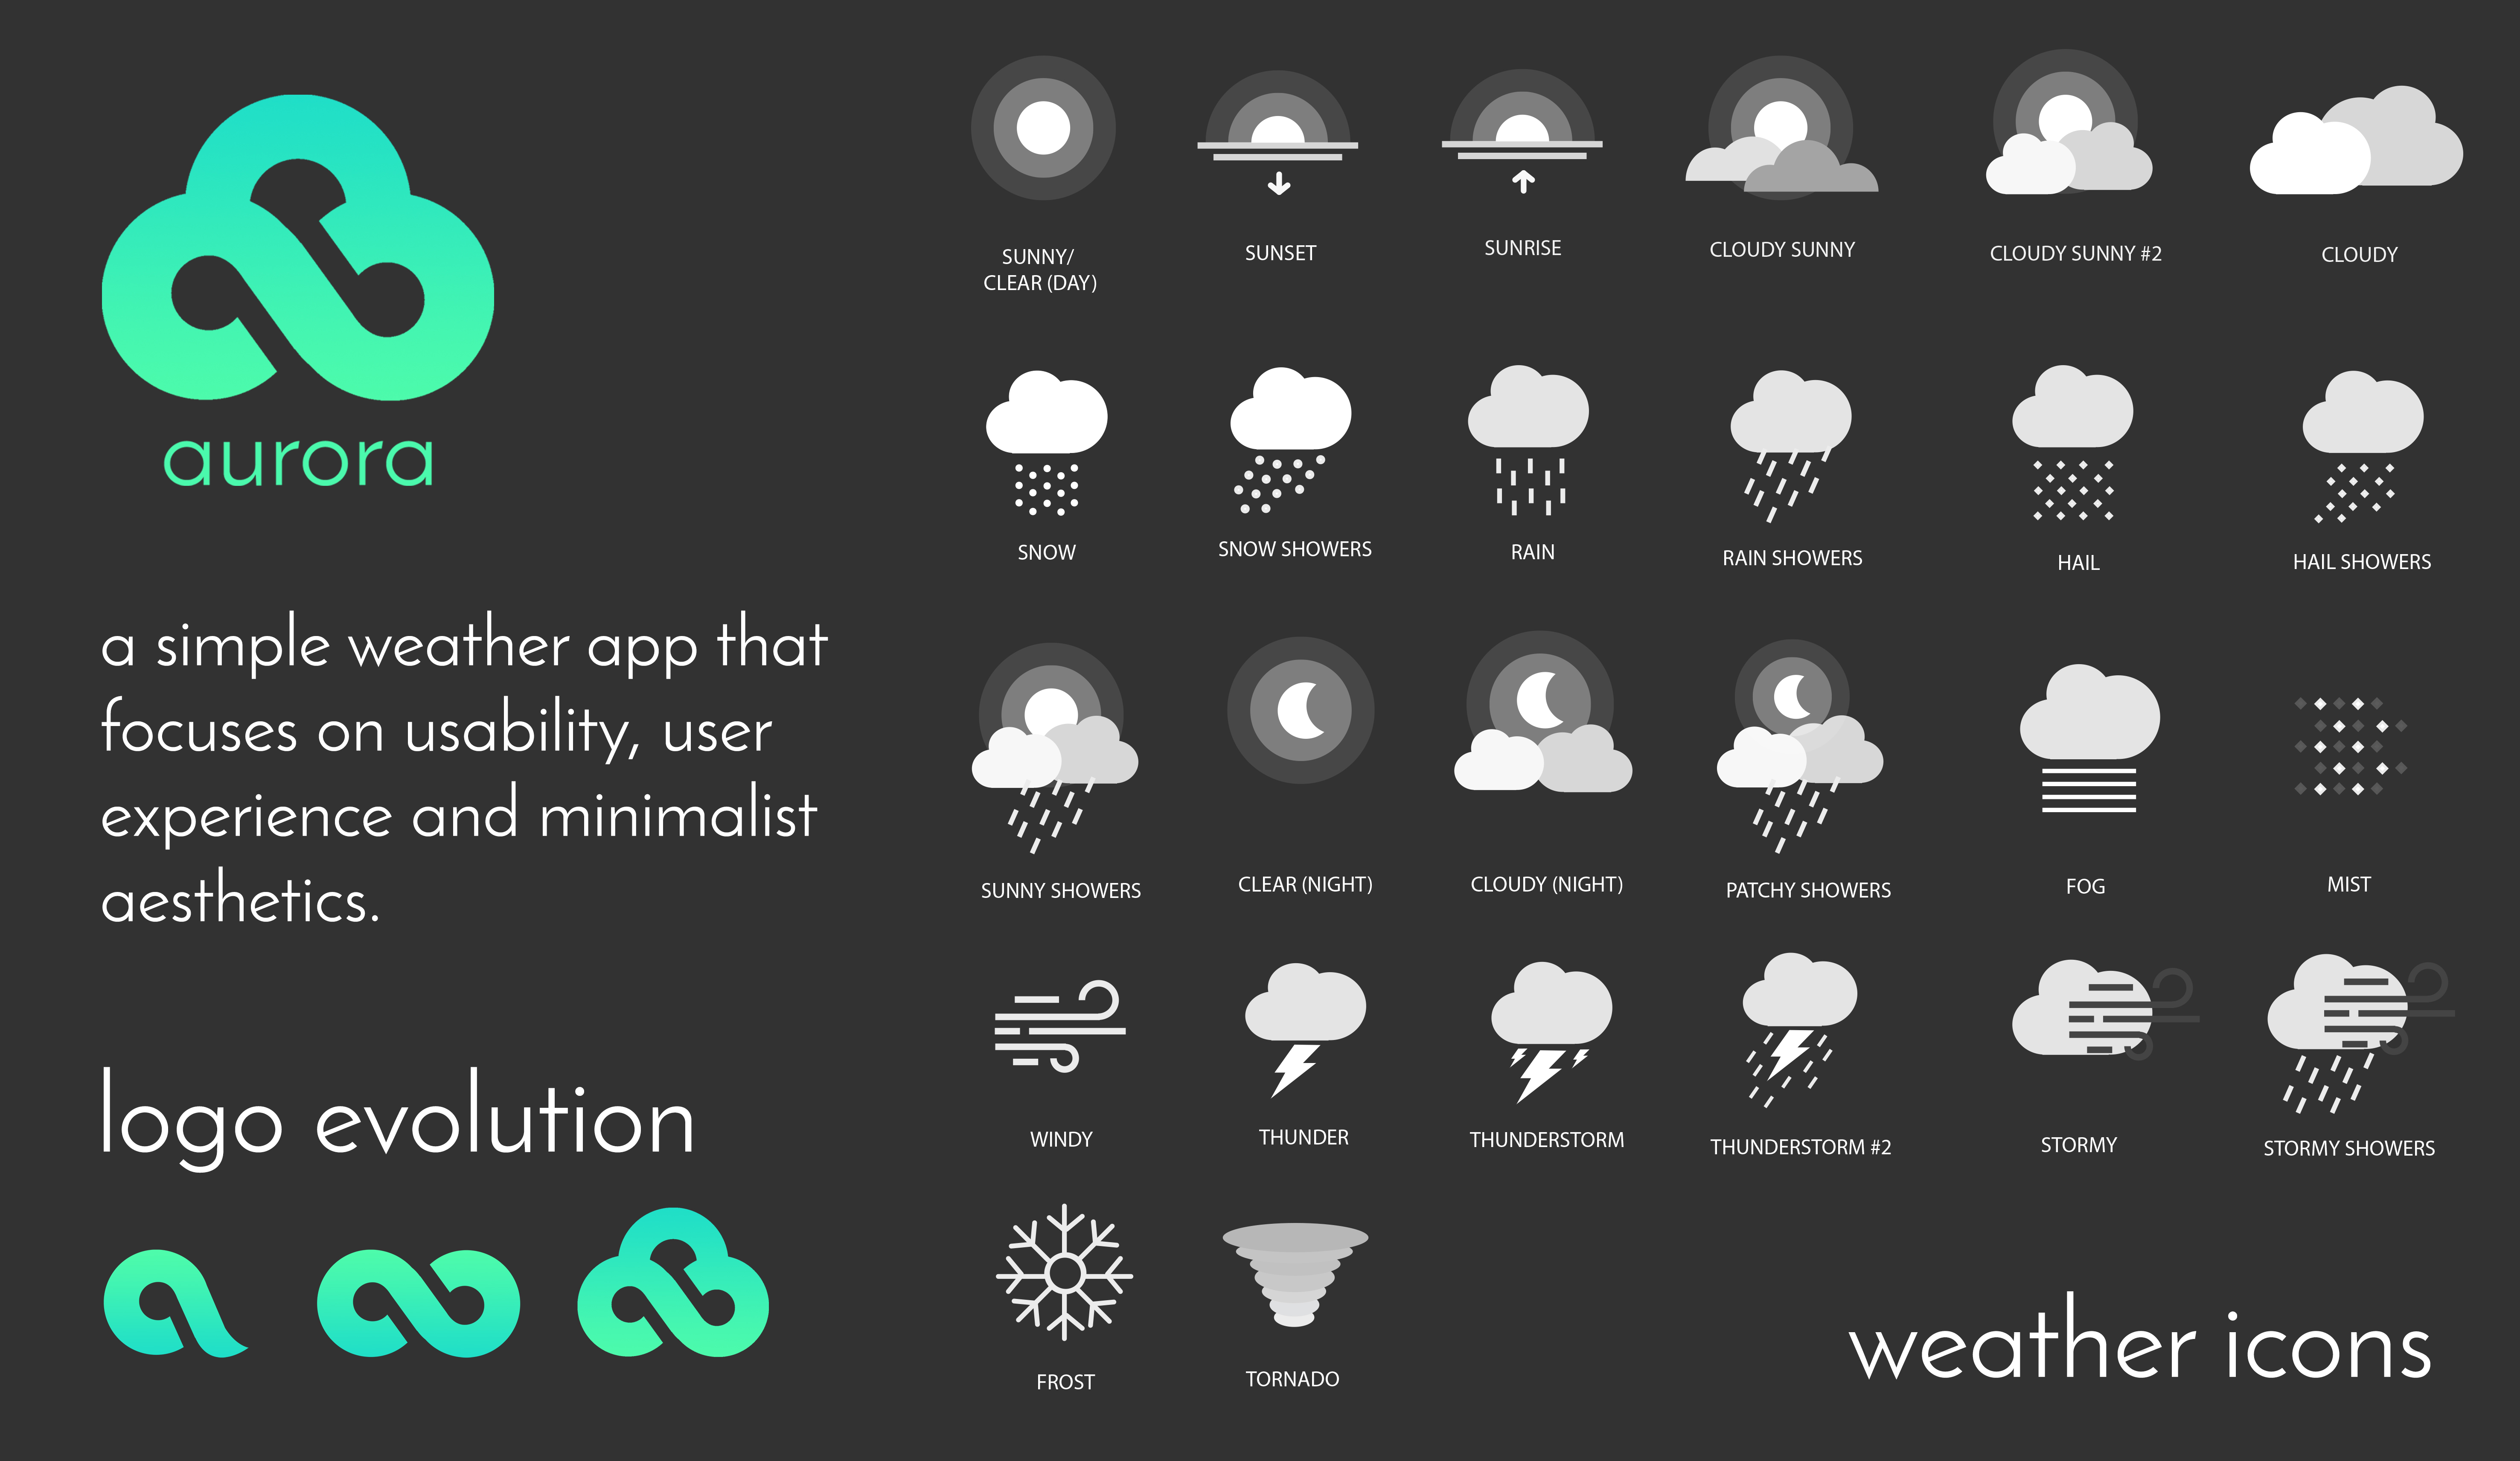 aurora
a simple weather app that
focuses on usability, user
experience and minimalist
aesthetics.
logo evolution
SUNNY/
CLEAR (DAY)
SUNSET
SUNRISE
CLOUDY SUNNY
CLOUDY SUNNY #2
CLOUDY
SNOW
SNOW SHOWERS
RAIN
RAIN SHOWERS
HAIL
HAIL SHOWERS
SUNNY SHOWERS
CLEAR (NIGHT)
CLOUDY (NIGHT)
PATCHY SHOWERS
FOG
MIST
WINDY
THUNDER
THUNDERSTORM
THUNDERSTORM #2
STORMY
STORMY SHOWERS
FROST
TORNADO
weather icons